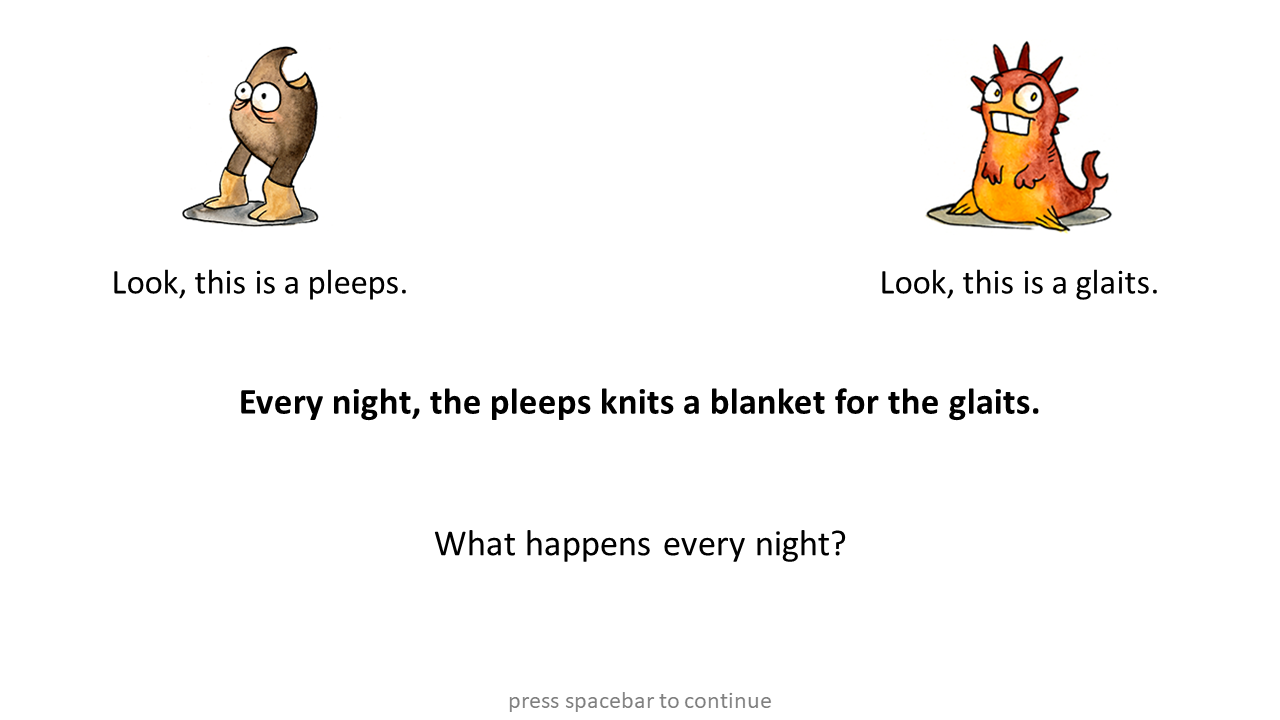 Look, this is a pleeps.
Look, this is a glaits.
Every night, the pleeps knits a blanket for the glaits.
What happens every night?
press spacebar to continue